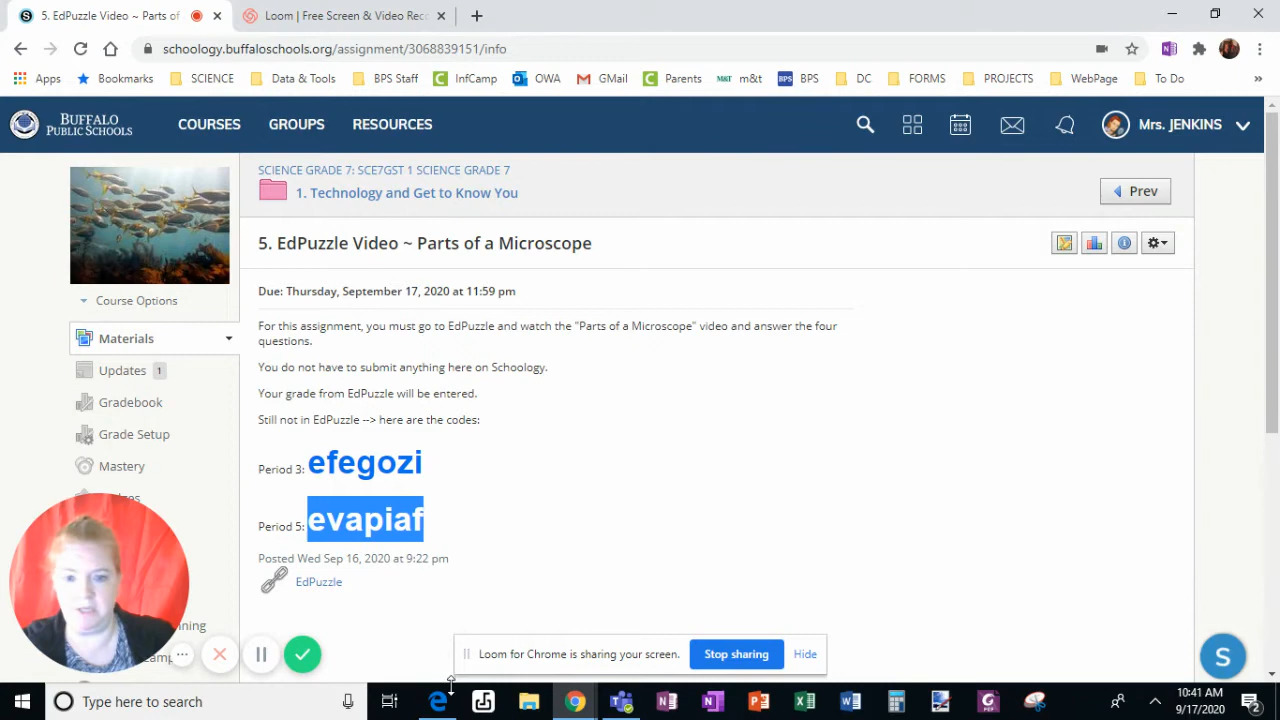 5. EdPuzzle Video ~ Parts of
Loom | Free Screen & Video Rec
schoology.buffaloschools.org/assignment/3068839151/info
Apps Bookmarks SCIENCE Data & Tools BPS Staff InfCamp OWA GMail Parents m&t m&t BPS BPS DC FORMS PROJECTS WebPage To Do
BUFFALO
PUBLIC SCHOOLS
COURSES GROUPS RESOURCES Mrs. JENKINS
SCIENCE GRADE 7: SCE7GST 1 SCIENCE GRADE 7
1. Technology and Get to Know You
Prev
5. EdPuzzle Video ~ Parts of a Microscope
Course Options
Materials
Updates 1
Gradebook
Grade Setup
Mastery
Due: Thursday, September 17, 2020 at 11:59 pm
For this assignment, you must go to EdPuzzle and watch the "Parts of a Microscope" video and answer the four
questions.
You do not have to submit anything here on Schoology.
Your grade from EdPuzzle will be entered.
Still not in EdPuzzle --> here are the codes:
Period 3: efegozi
Period 5: evapiaf
Posted Wed Sep 16, 2020 at 9:22 pm
EdPuzzle
Loom for Chrome is sharing your screen. Stop sharing Hide
S
Type here to search
10:41 AM
9/17/2020
2